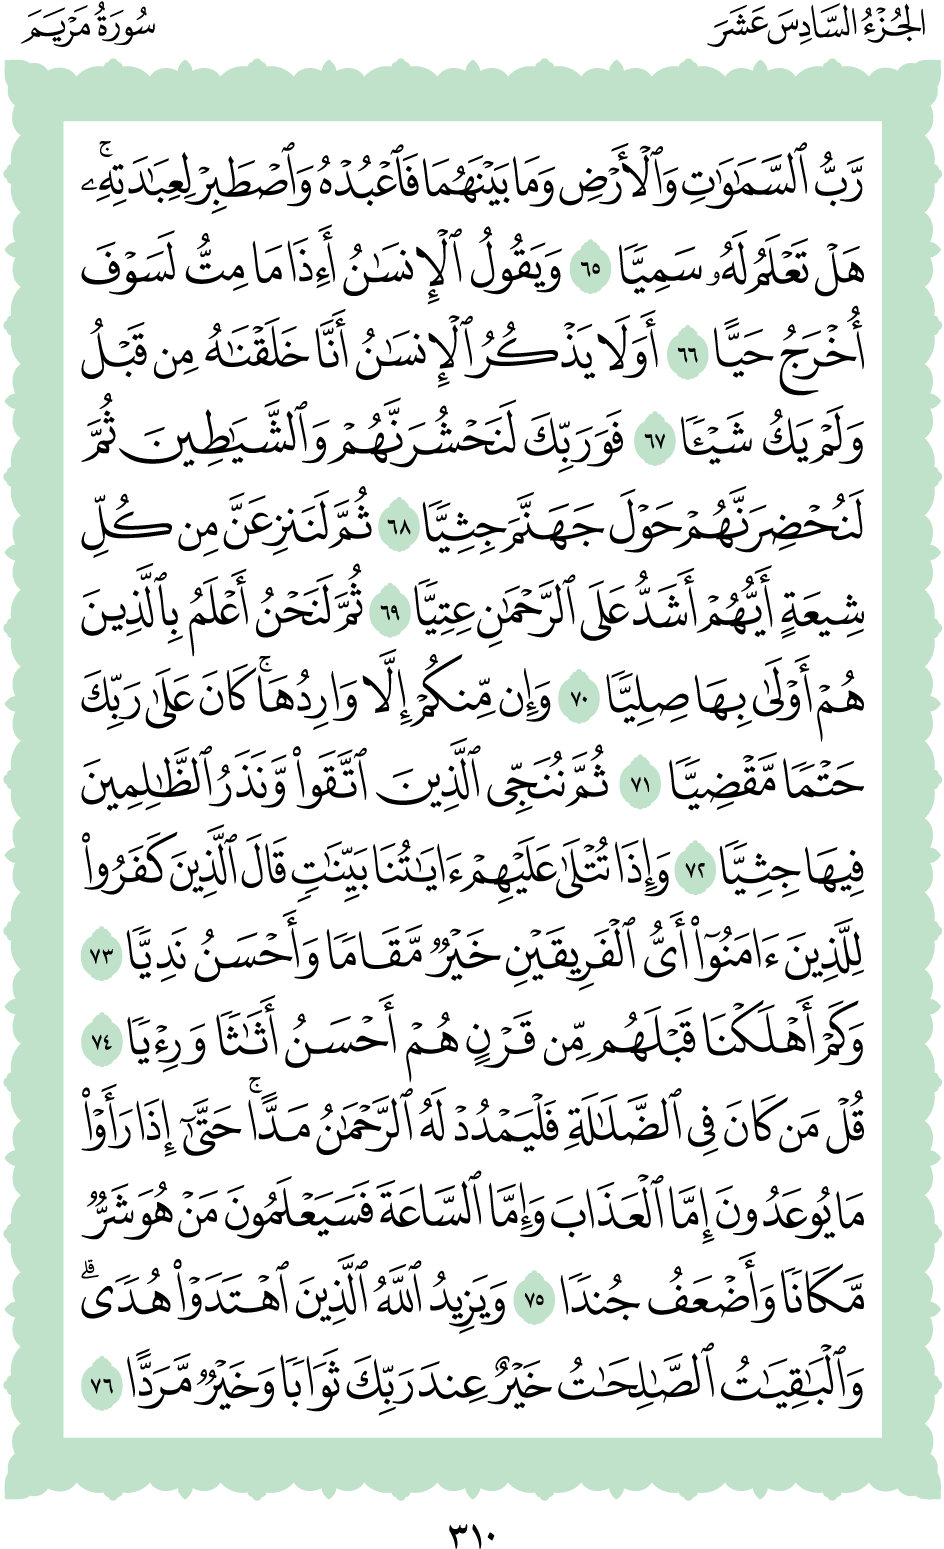 الجُزْءُ السَّادِسَ عَشَرَ
سُورَةُ مَرْيَمَ
رَّبُّ ٱلسَّمَٰوَٰتِ وَٱلْأَرْضِ وَمَا بَيْنَهُمَا فَٱعْبُدْهُ وَٱصْطَبِرْ لِعِبَٰدَتِهِۦۚ
هَلْ تَعْلَمُ لَهُۥ سَمِيًّا ٦٥ وَيَقُولُ ٱلْإِنسَٰنُ أَءِذَا مَا مِتُّ لَسَوْفَ
أُخْرَجُ حَيًّا ٦٦ أَوَلَا يَذْكُرُ ٱلْإِنسَٰنُ أَنَّا خَلَقْنَٰهُ مِن قَبْلُ
وَلَمْ يَكُ شَيْـًٔا ٦٧ فَوَرَبِّكَ لَنَحْشُرَنَّهُمْ وَٱلشَّيَٰطِينَ ثُمَّ
لَنُحْضِرَنَّهُمْ حَوْلَ جَهَنَّمَ جِثِيًّا ٦٨ ثُمَّ لَنَنزِعَنَّ مِن كُلِّ
شِيعَةٍ أَيُّهُمْ أَشَدُّ عَلَى ٱلرَّحْمَٰنِ عِتِيًّا ٦٩ ثُمَّ لَنَحْنُ أَعْلَمُ بِٱلَّذِينَ
هُمْ أَوْلَىٰ بِهَا صِلِيًّا ٧٠ وَإِن مِّنكُمْ إِلَّا وَارِدُهَاۚ كَانَ عَلَىٰ رَبِّكَ
حَتْمًا مَّقْضِيًّا ٧١ ثُمَّ نُنَجِّى ٱلَّذِينَ ٱتَّقَوا۟ وَّنَذَرُ ٱلظَّٰلِمِينَ
فِيهَا جِثِيًّا ٧٢ وَإِذَا تُتْلَىٰ عَلَيْهِمْ ءَايَٰتُنَا بَيِّنَٰتٍ قَالَ ٱلَّذِينَ كَفَرُوا۟
لِلَّذِينَ ءَامَنُوٓا۟ أَىُّ ٱلْفَرِيقَيْنِ خَيْرٌ مَّقَامًا وَأَحْسَنُ نَدِيًّا ٧٣
وَكَمْ أَهْلَكْنَا قَبْلَهُم مِّن قَرْنٍ هُمْ أَحْسَنُ أَثَٰثًا وَرِءْيًا ٧٤
قُلْ مَن كَانَ فِى ٱلضَّلَٰلَةِ فَلْيَمْدُدْ لَهُ ٱلرَّحْمَٰنُ مَدًّاۚ حَتَّىٰٓ إِذَا رَأَوْا۟
مَا يُوعَدُونَ إِمَّا ٱلْعَذَابَ وَإِمَّا ٱلسَّاعَةَ فَسَيَعْلَمُونَ مَنْ هُوَ شَرٌّ
مَّكَانًا وَأَضْعَفُ جُندًا ٧٥ وَيَزِيدُ ٱللَّهُ ٱلَّذِينَ ٱهْتَدَوْا۟ هُدًىۗ
وَٱلْبَٰقِيَٰتُ ٱلصَّٰلِحَٰتُ خَيْرٌ عِندَ رَبِّكَ ثَوَابًا وَخَيْرٌ مَّرَدًّا ٧٦
٣١٠